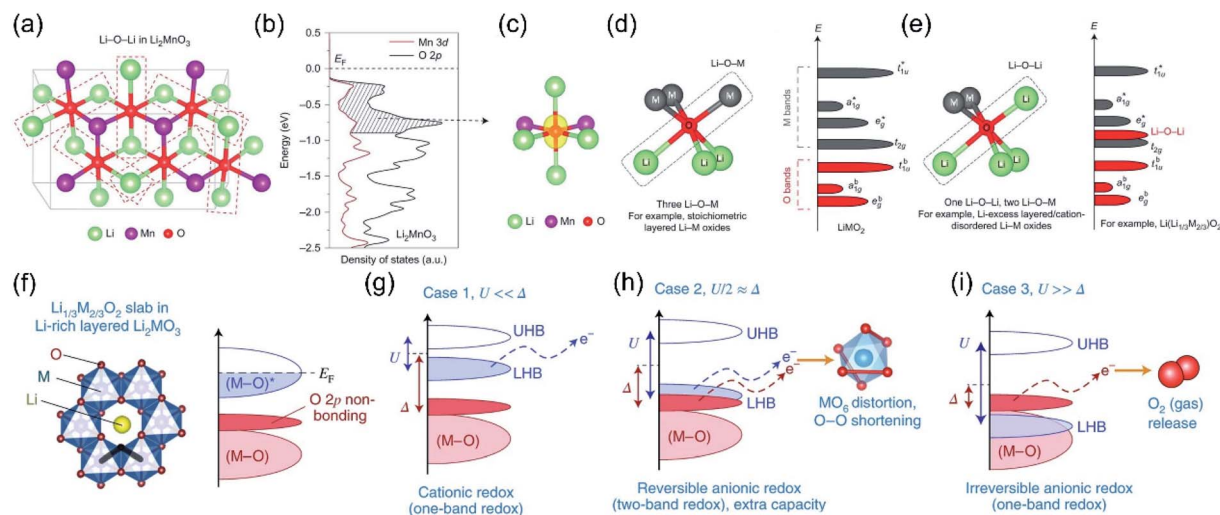 (a)
Li–O–Li in Li₂MnO₃
Li Mn O
(b)
Mn 3d
O 2p
E_F
0.5
0.0
-0.5
-1.0
-1.5
-2.0
-2.5
Energy (eV)
Li₂MnO₃
Density of states (a.u.)
(c)
Li Mn O
(d)
Li–O–M
M M M
O
Li Li Li
Three Li–O–M
For example, stoichiometric
layered Li–M oxides
E
M bands
O bands
t*₁ᵤ
a*₁g
e*g
t₂g
tᵇ₁ᵤ
aᵇ₁g
eᵇg
LiMO₂
(e)
Li–O–Li
M M Li
O
Li Li Li
One Li–O–Li, two Li–O–M
For example, Li-excess layered/cation-
disordered Li–M oxides
E
t*₁ᵤ
a*₁g
e*g
Li–O–Li
t₂g
tᵇ₁ᵤ
aᵇ₁g
eᵇg
For example, Li(Li₁/₃M₂/₃)O₂
(f)
Li₁/₃M₂/₃O₂ slab in
Li-rich layered Li₂MO₃
O
M
Li
(M–O)*
E_F
O 2p non-
bonding
(M–O)
(g)
Case 1, U << Δ
UHB
U
e⁻
LHB
Δ
(M–O)
Cationic redox
(one-band redox)
(h)
Case 2, U/2 ≈ Δ
UHB
U
e⁻
e⁻
Δ
LHB
(M–O)
MO₆ distortion,
O–O shortening
Reversible anionic redox
(two-band redox), extra capacity
(i)
Case 3, U >> Δ
UHB
U
e⁻
Δ
LHB
(M–O)
O₂ (gas)
release
Irreversible anionic redox
(one-band redox)